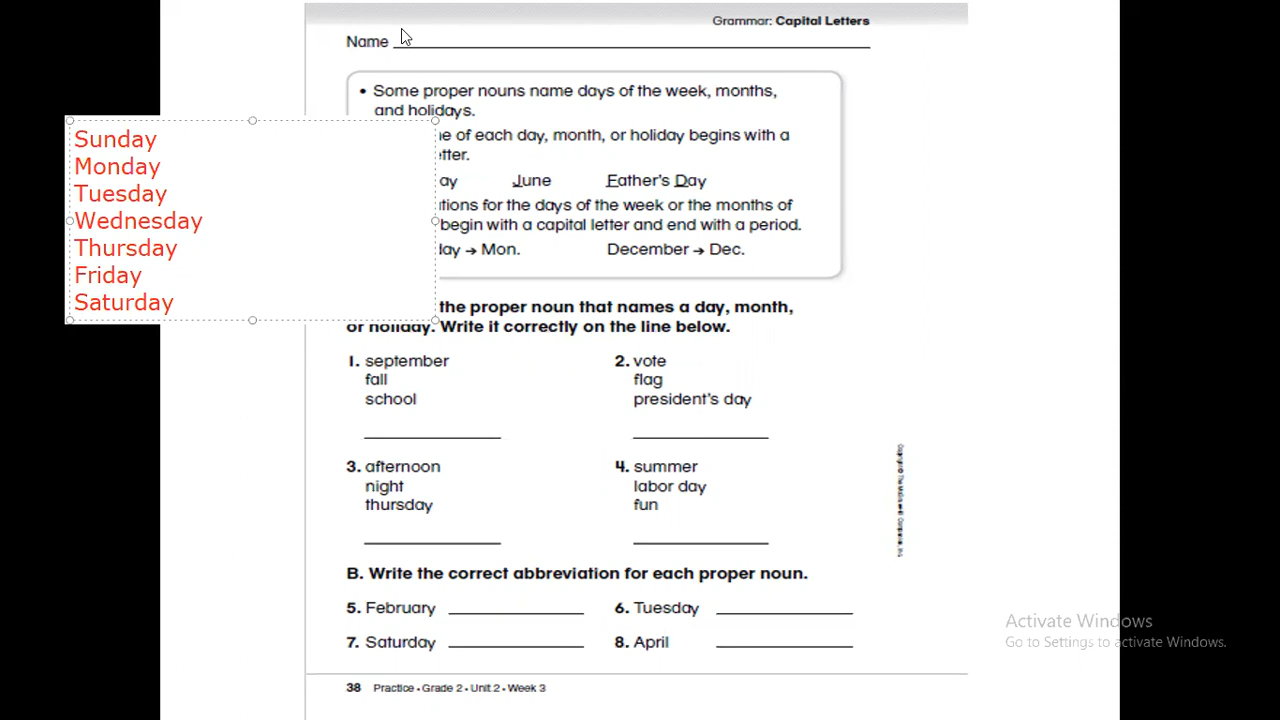 Grammar: Capital Letters
Name
• Some proper nouns name days of the week, months,
and holidays.
e of each day, month, or holiday begins with a
tter.
ay June Father's Day
tions for the days of the week or the months of
begin with a capital letter and end with a period.
day → Mon. December → Dec.
Sunday
Monday
Tuesday
Wednesday
Thursday
Friday
Saturday
the proper noun that names a day, month,
or holiday. Write it correctly on the line below.
1. september
fall
school
2. vote
flag
president's day
3. afternoon
night
thursday
4. summer
labor day
fun
B. Write the correct abbreviation for each proper noun.
5. February
6. Tuesday
7. Saturday
8. April
38 Practice • Grade 2 • Unit 2 • Week 3
Activate Windows
Go to Settings to activate Windows.